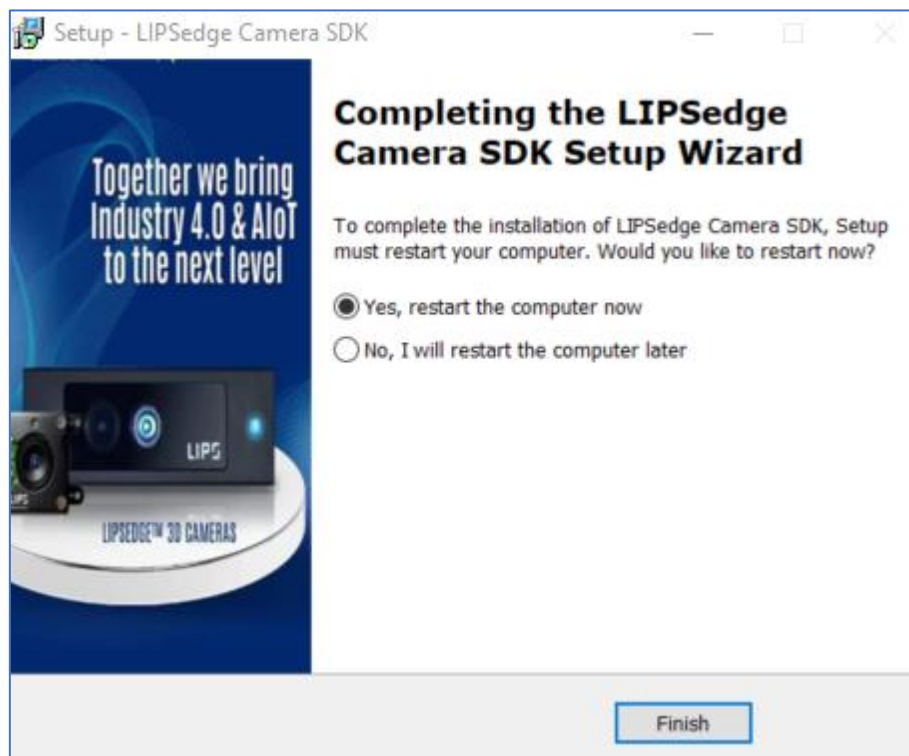 Setup - LIPSedge Camera SDK
Together we bring
Industry 4.0 & AIoT
to the next level
LIPS
LIPS
LIPSEDGE™ 3D CAMERAS
Completing the LIPSedge
Camera SDK Setup Wizard
To complete the installation of LIPSedge Camera SDK, Setup
must restart your computer. Would you like to restart now?
Yes, restart the computer now
No, I will restart the computer later
Finish